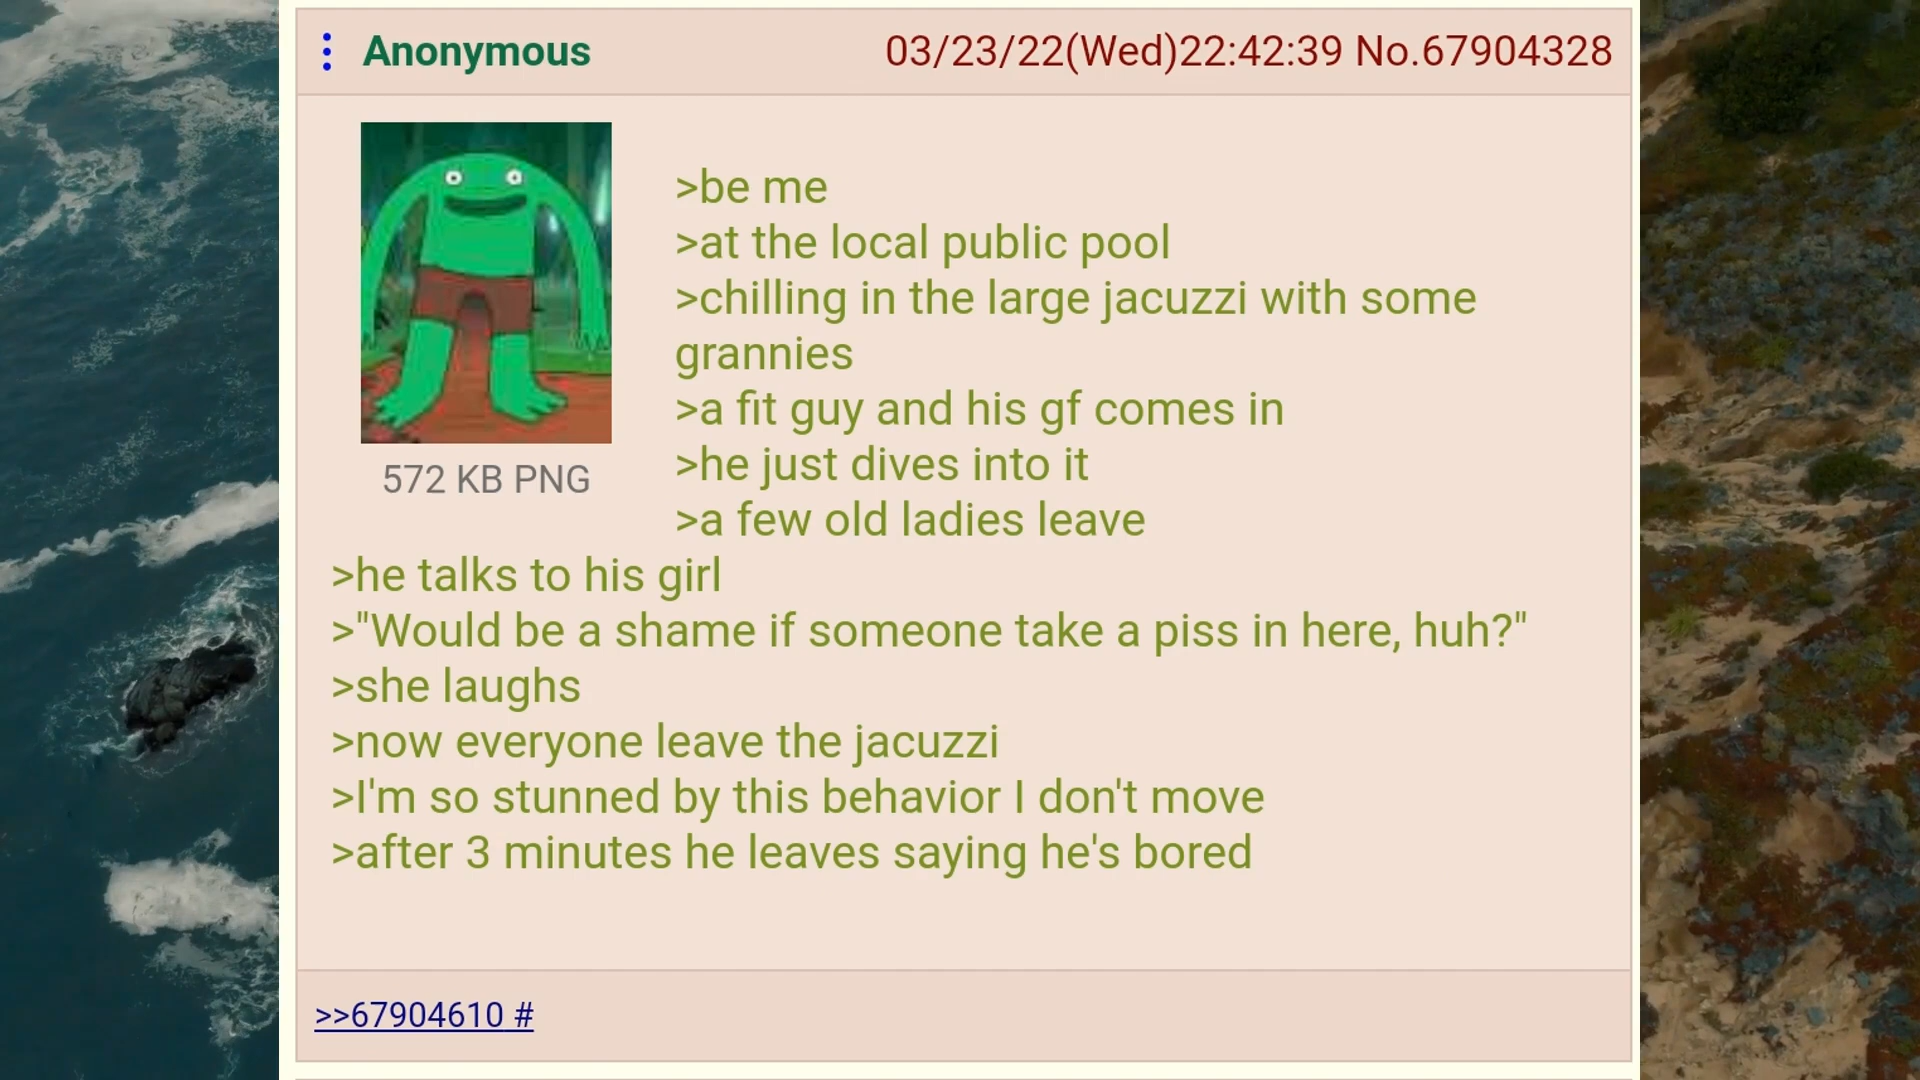 Anonymous 03/23/22(Wed)22:42:39 No.67904328
572 KB PNG
>be me
>at the local public pool
>chilling in the large jacuzzi with some
grannies
>a fit guy and his gf comes in
>he just dives into it
>a few old ladies leave
>he talks to his girl
>"Would be a shame if someone take a piss in here, huh?"
>she laughs
>now everyone leave the jacuzzi
>I'm so stunned by this behavior I don't move
>after 3 minutes he leaves saying he's bored
>>67904610 #